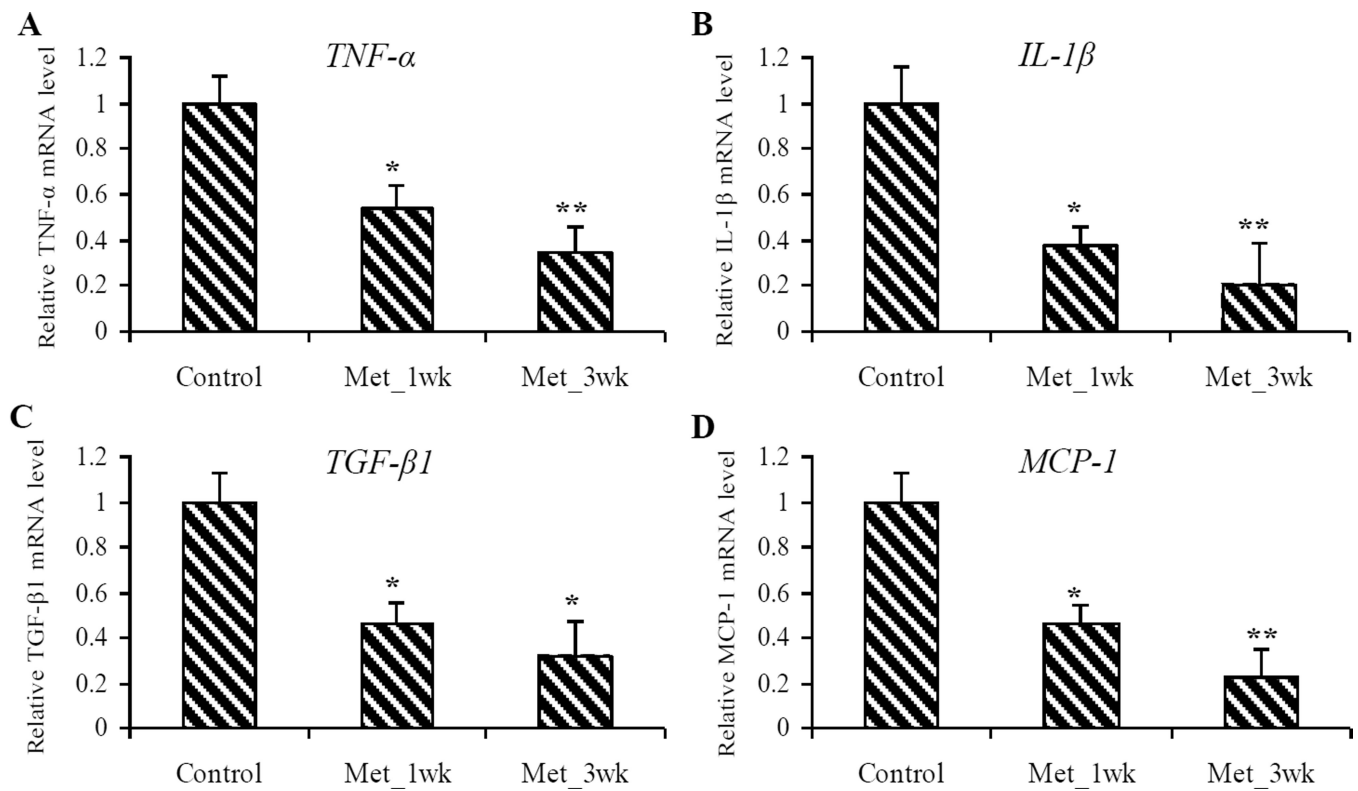 A
TNF-α
Relative TNF-α mRNA level
1.2
1
0.8
0.6
0.4
0.2
0
*
**
Control Met_1wk Met_3wk
B
IL-1β
Relative IL-1β mRNA level
1.2
1
0.8
0.6
0.4
0.2
0
*
**
Control Met_1wk Met_3wk
C
TGF-β1
Relative TGF-β1 mRNA level
1.2
1
0.8
0.6
0.4
0.2
0
*
*
Control Met_1wk Met_3wk
D
MCP-1
Relative MCP-1 mRNA level
1.2
1
0.8
0.6
0.4
0.2
0
*
**
Control Met_1wk Met_3wk